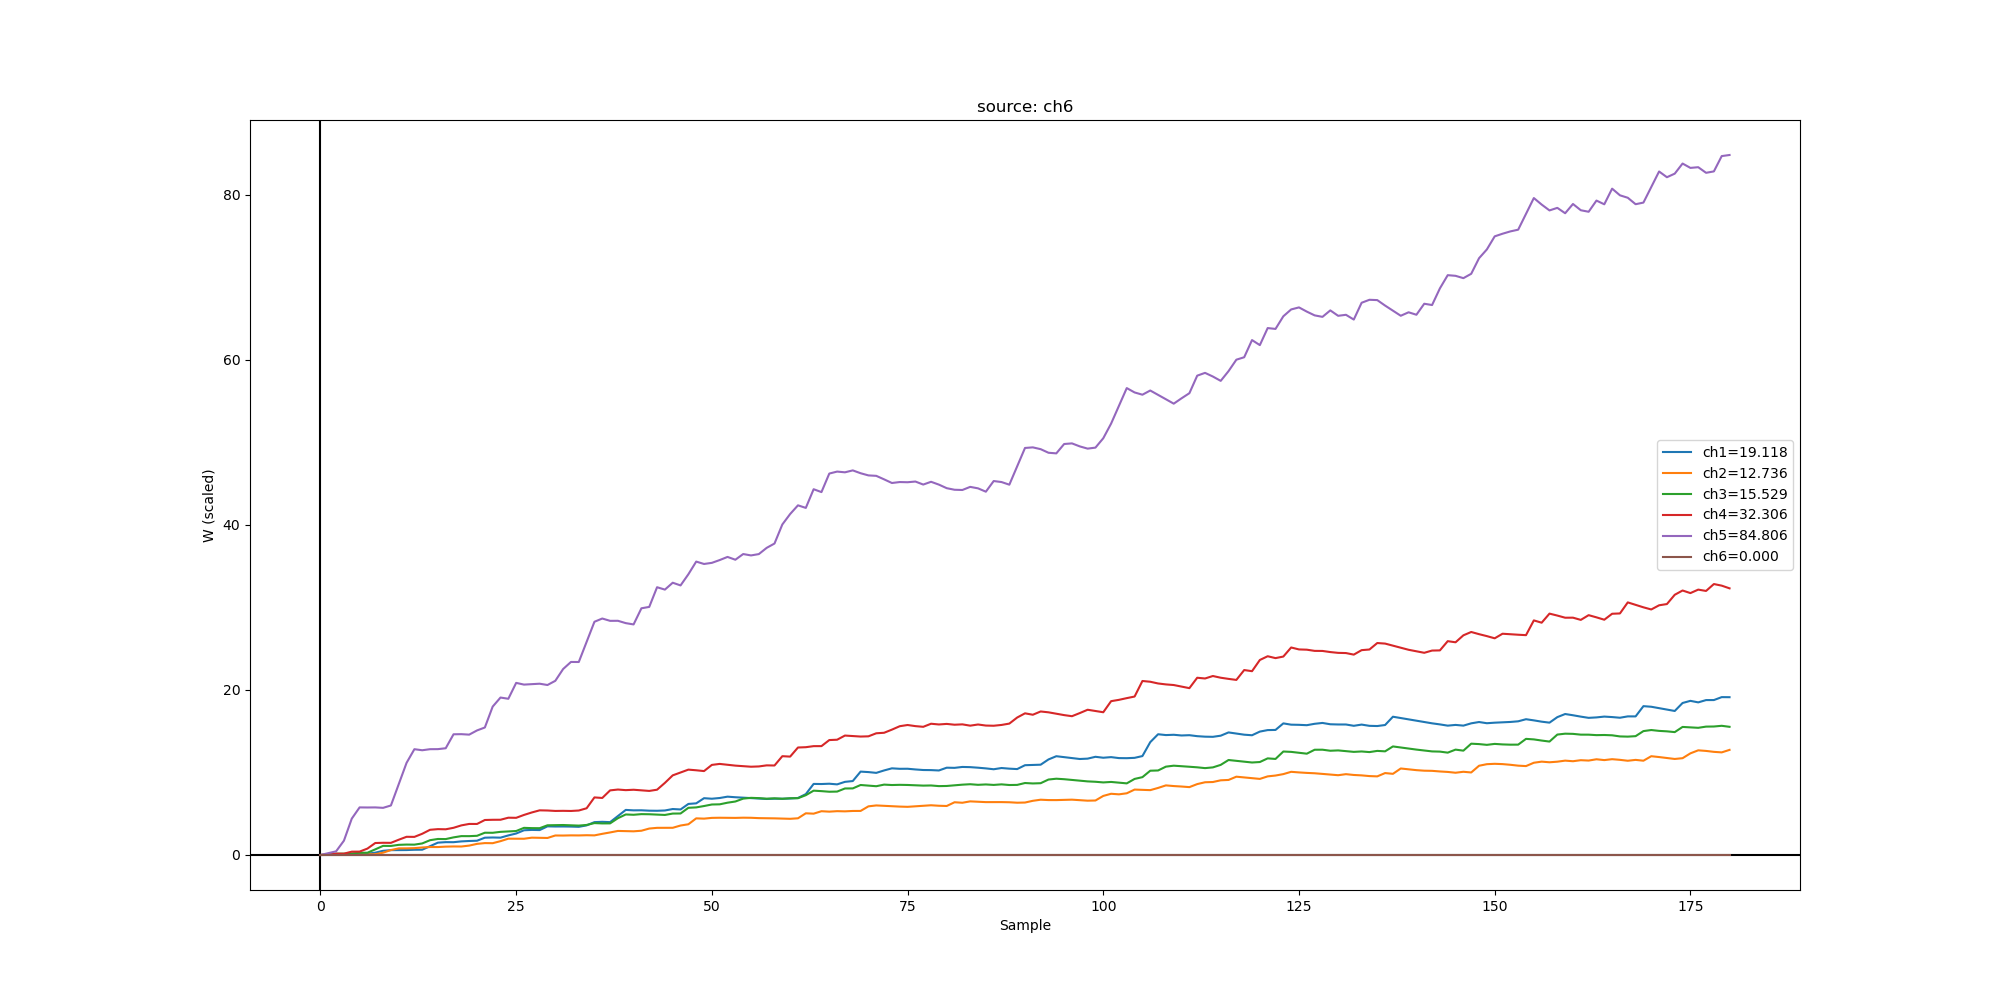 source: ch6
W (scaled)
80
60
40
20
0
0 25 50 75 100 125 150 175
Sample
ch1=19.118
ch2=12.736
ch3=15.529
ch4=32.306
ch5=84.806
ch6=0.000